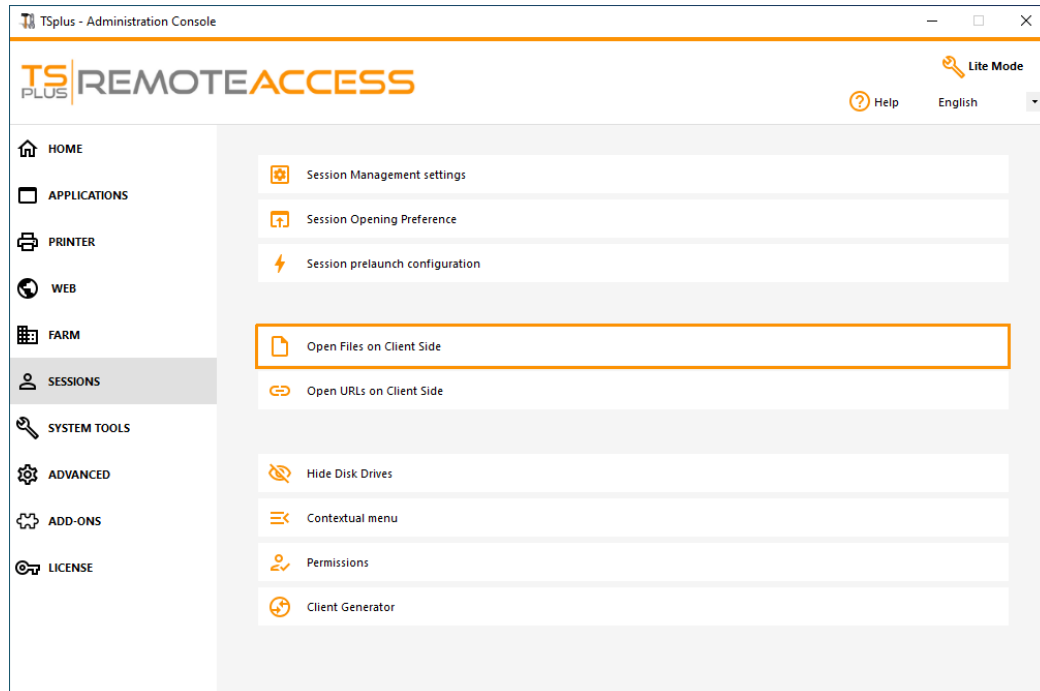 TSplus - Administration Console
TS PLUS REMOTEACCESS
Lite Mode
Help
English
HOME
APPLICATIONS
PRINTER
WEB
FARM
SESSIONS
SYSTEM TOOLS
ADVANCED
ADD-ONS
LICENSE
Session Management settings
Session Opening Preference
Session prelaunch configuration
Open Files on Client Side
Open URLs on Client Side
Hide Disk Drives
Contextual menu
Permissions
Client Generator